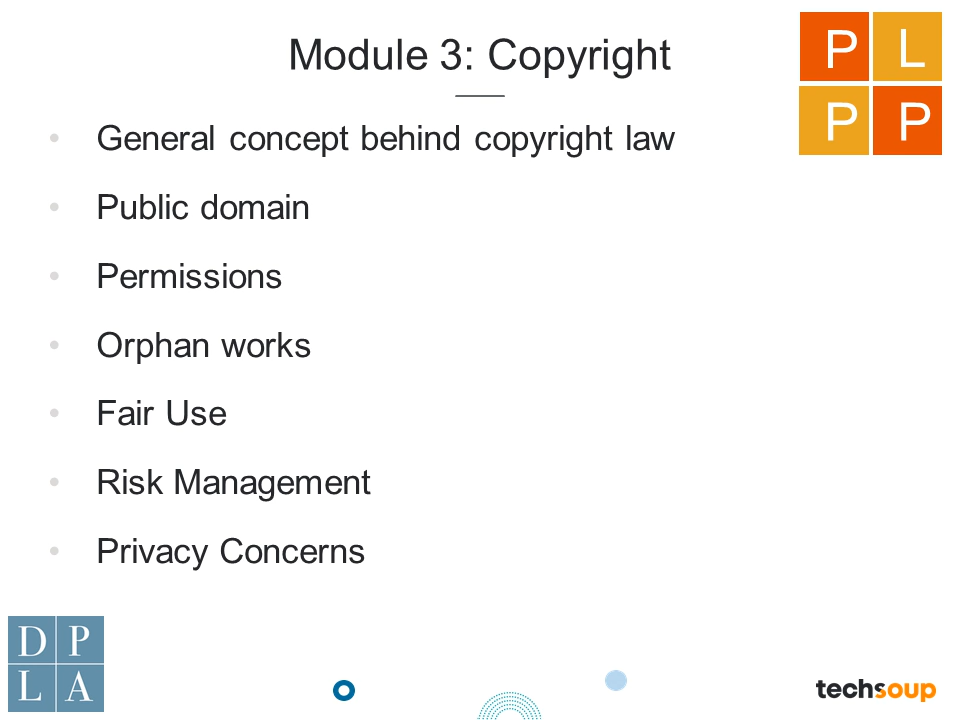 Module 3: Copyright
P L
P P
• General concept behind copyright law
• Public domain
• Permissions
• Orphan works
• Fair Use
• Risk Management
• Privacy Concerns
D P
L A
techsoup